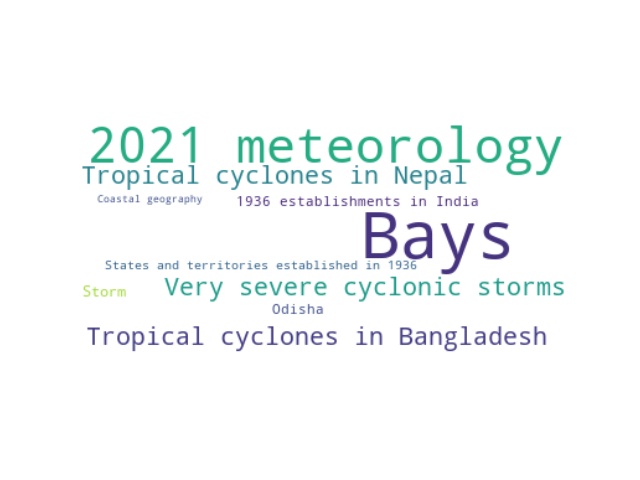 2021 meteorology
Tropical cyclones in Nepal
Coastal geography
1936 establishments in India
Bays
States and territories established in 1936
Storm
Very severe cyclonic storms
Odisha
Tropical cyclones in Bangladesh